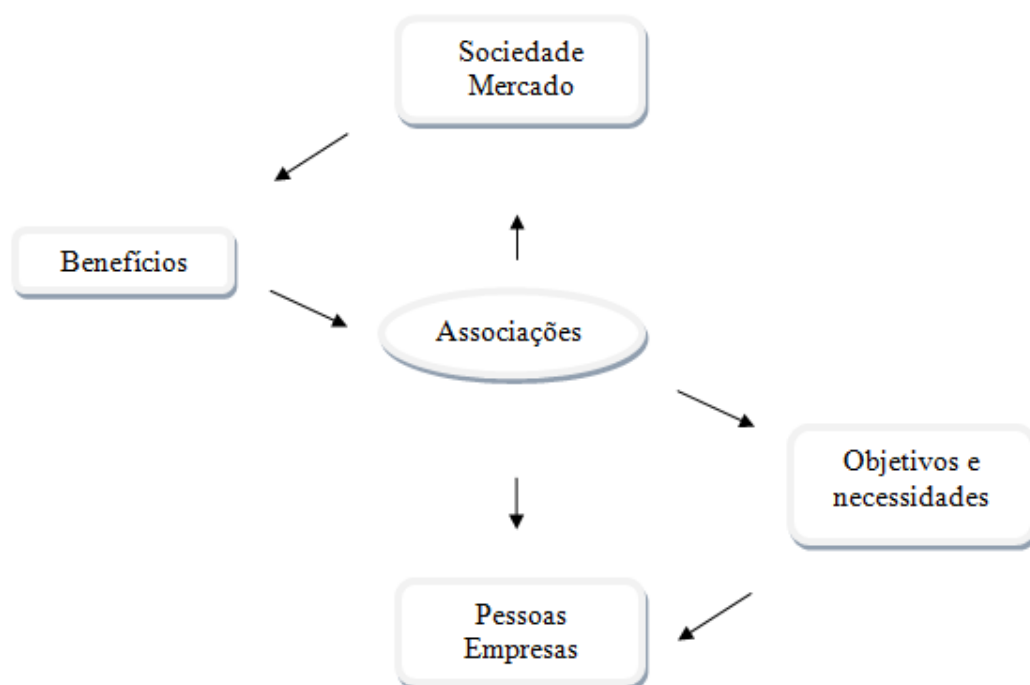 Sociedade
Mercado
Benefícios
Associações
Objetivos e
necessidades
Pessoas
Empresas